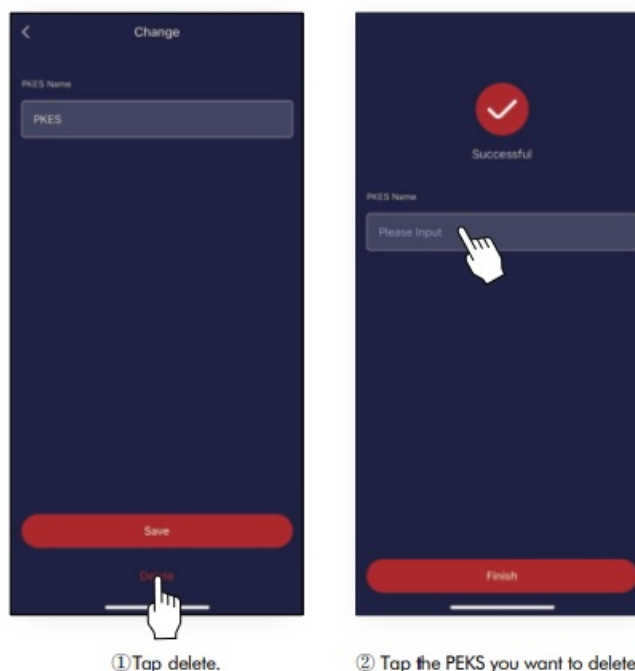 Change
PKES Name
PKES
Save
Delete
①Tap delete.
Successful
PKES Name
Please Input
Finish
② Tap the PEKS you want to delete